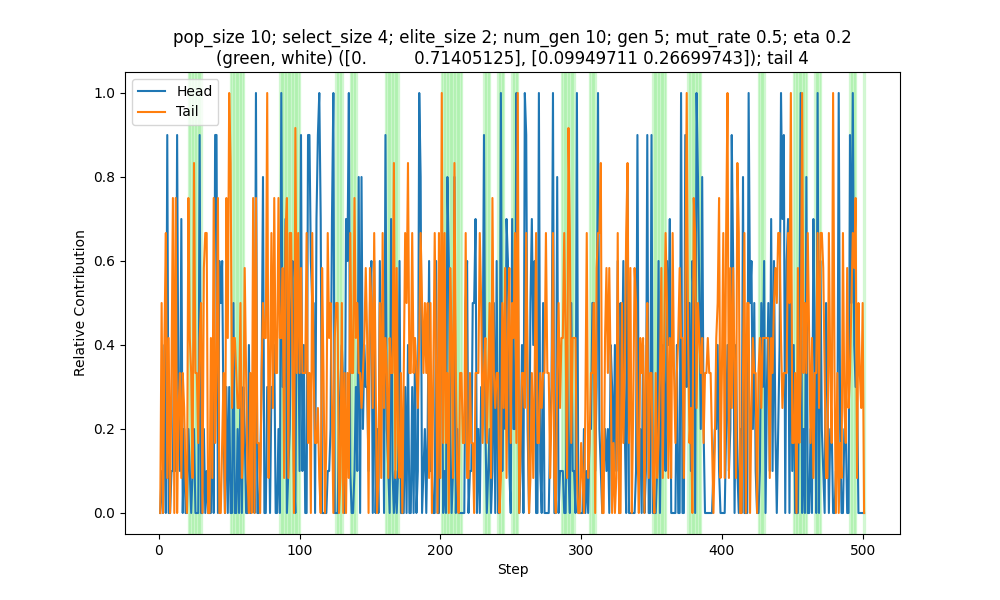 pop_size 10; select_size 4; elite_size 2; num_gen 10; gen 5; mut_rate 0.5; eta 0.2
(green, white) ([0. 0.71405125], [0.09949711 0.26699743]); tail 4
Head
Tail
1.0
0.8
0.6
0.4
0.2
0.0
Relative Contribution
0 100 200 300 400 500
Step